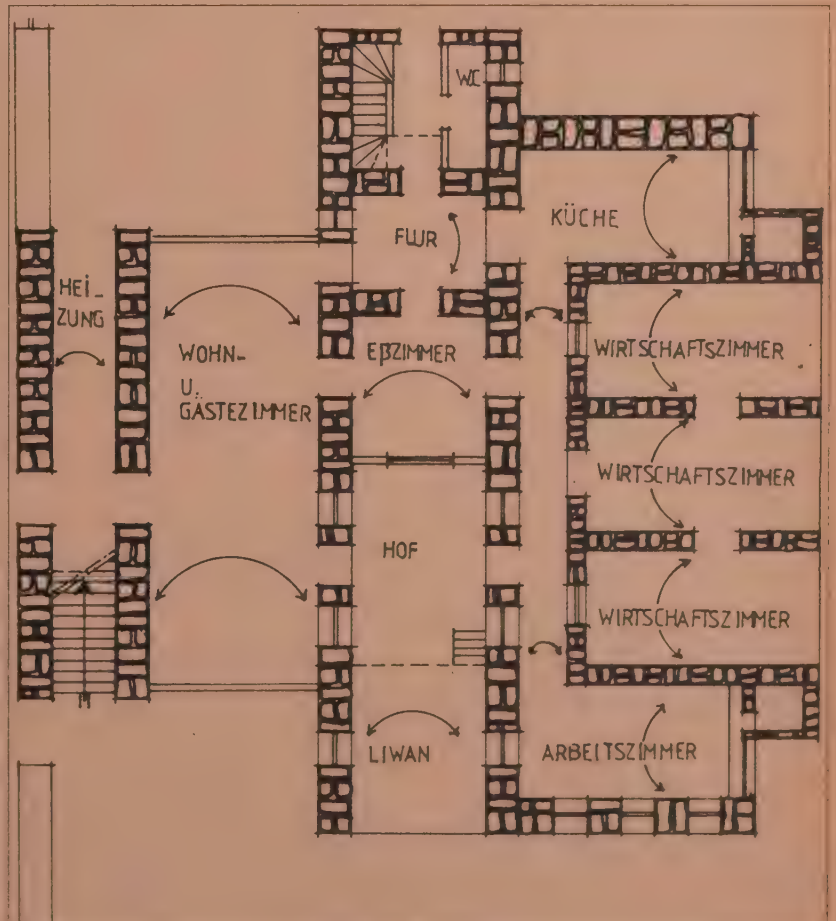 WC
KÜCHE
FLUR
HEI_
ZUNG
WOHN-
U.
GÄSTEZIMMER
EßZIMMER
WIRTSCHAFTSZIMMER
WIRTSCHAFTSZIMMER
HOF
WIRTSCHAFTSZIMMER
LIWAN
ARBEITSZIMMER